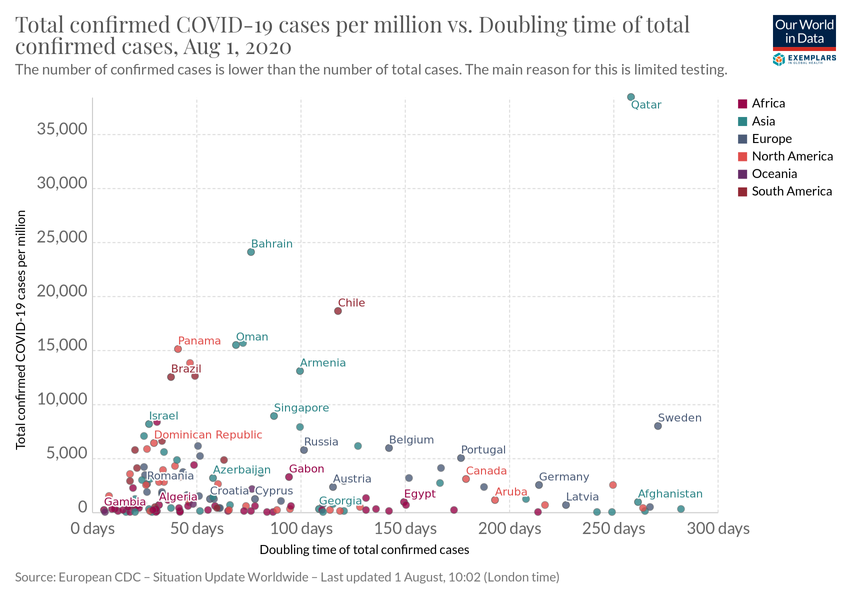 Total confirmed COVID-19 cases per million vs. Doubling time of total
confirmed cases, Aug 1, 2020
The number of confirmed cases is lower than the number of total cases. The main reason for this is limited testing.
Our World
in Data
EXEMPLARS
IN GLOBAL HEALTH
Africa
Asia
Europe
North America
Oceania
South America
Total confirmed COVID-19 cases per million
35,000
30,000
25,000
20,000
15,000
10,000
5,000
0
Qatar
Bahrain
Chile
Panama
Oman
Brazil
Armenia
Israel
Singapore
Sweden
Dominican Republic
Russia
Belgium
Portugal
Romania
Azerbaijan
Gabon
Austria
Canada
Germany
Gambia
Algeria
Croatia
Cyprus
Georgia
Egypt
Aruba
Latvia
Afghanistan
0 days
50 days
100 days
150 days
200 days
250 days
300 days
Doubling time of total confirmed cases
Source: European CDC – Situation Update Worldwide – Last updated 1 August, 10:02 (London time)